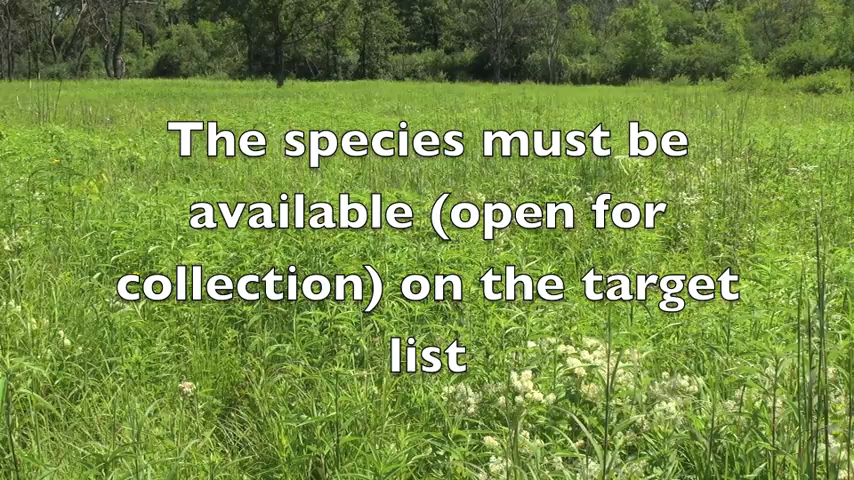 The species must be
available (open for
collection) on the target
list